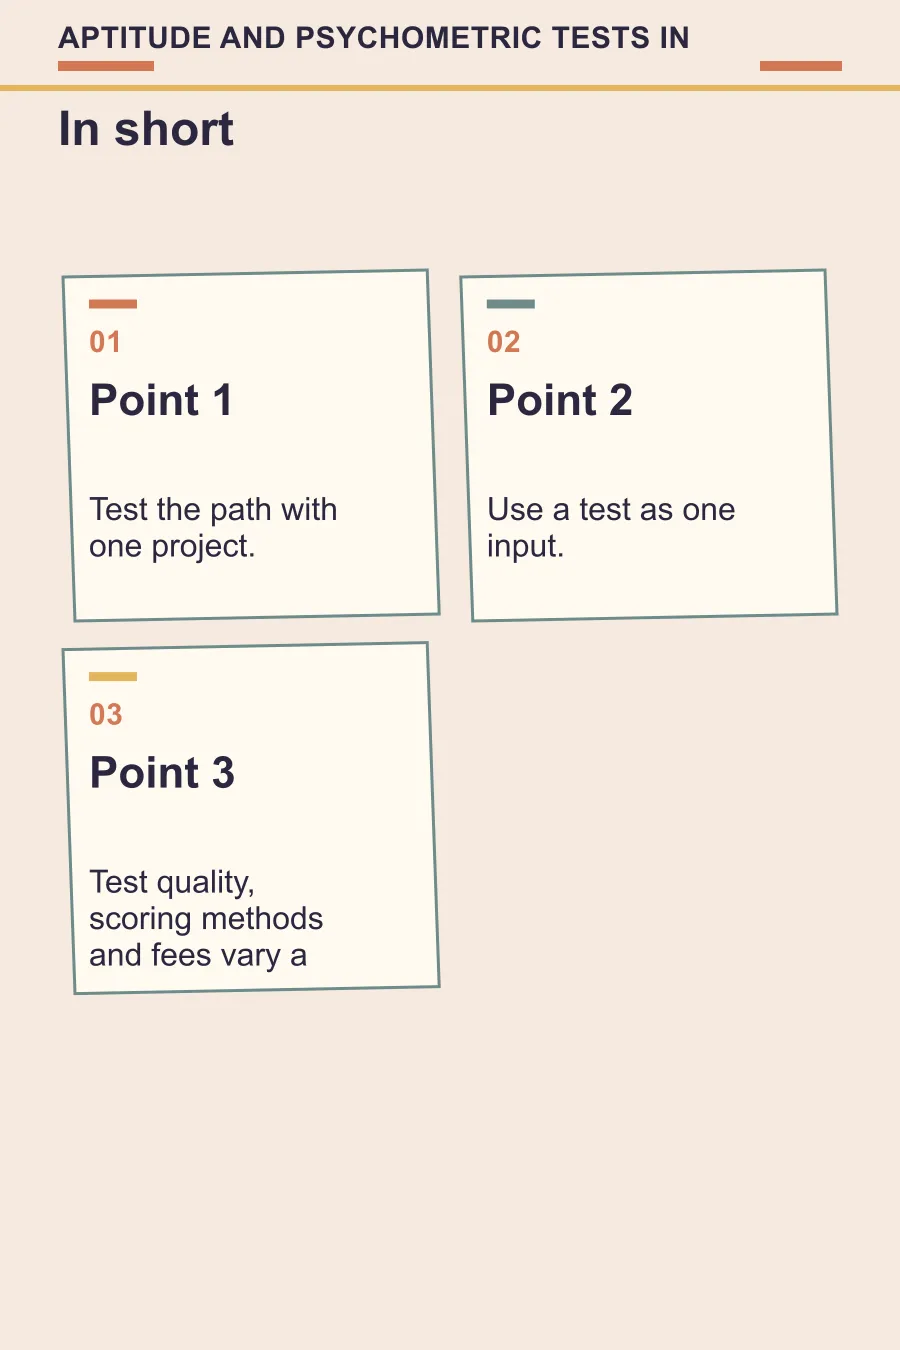 APTITUDE AND PSYCHOMETRIC TESTS IN
In short
01
Point 1
Test the path with
one project.
02
Point 2
Use a test as one
input.
03
Point 3
Test quality,
scoring methods
and fees vary a